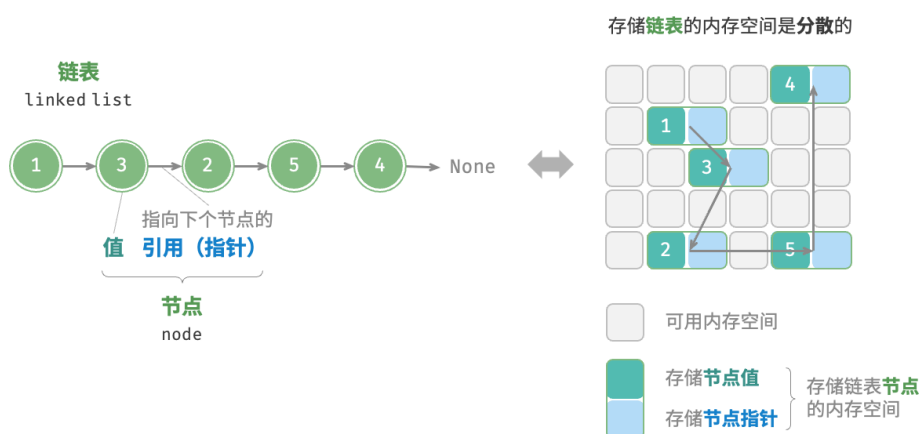 存储链表的内存空间是分散的
链表
linked list
1
3
2
5
4
None
指向下个节点的
值 引用（指针）
节点
node
4
1
3
2
5
可用内存空间
存储节点值
存储节点指针
存储链表节点
的内存空间